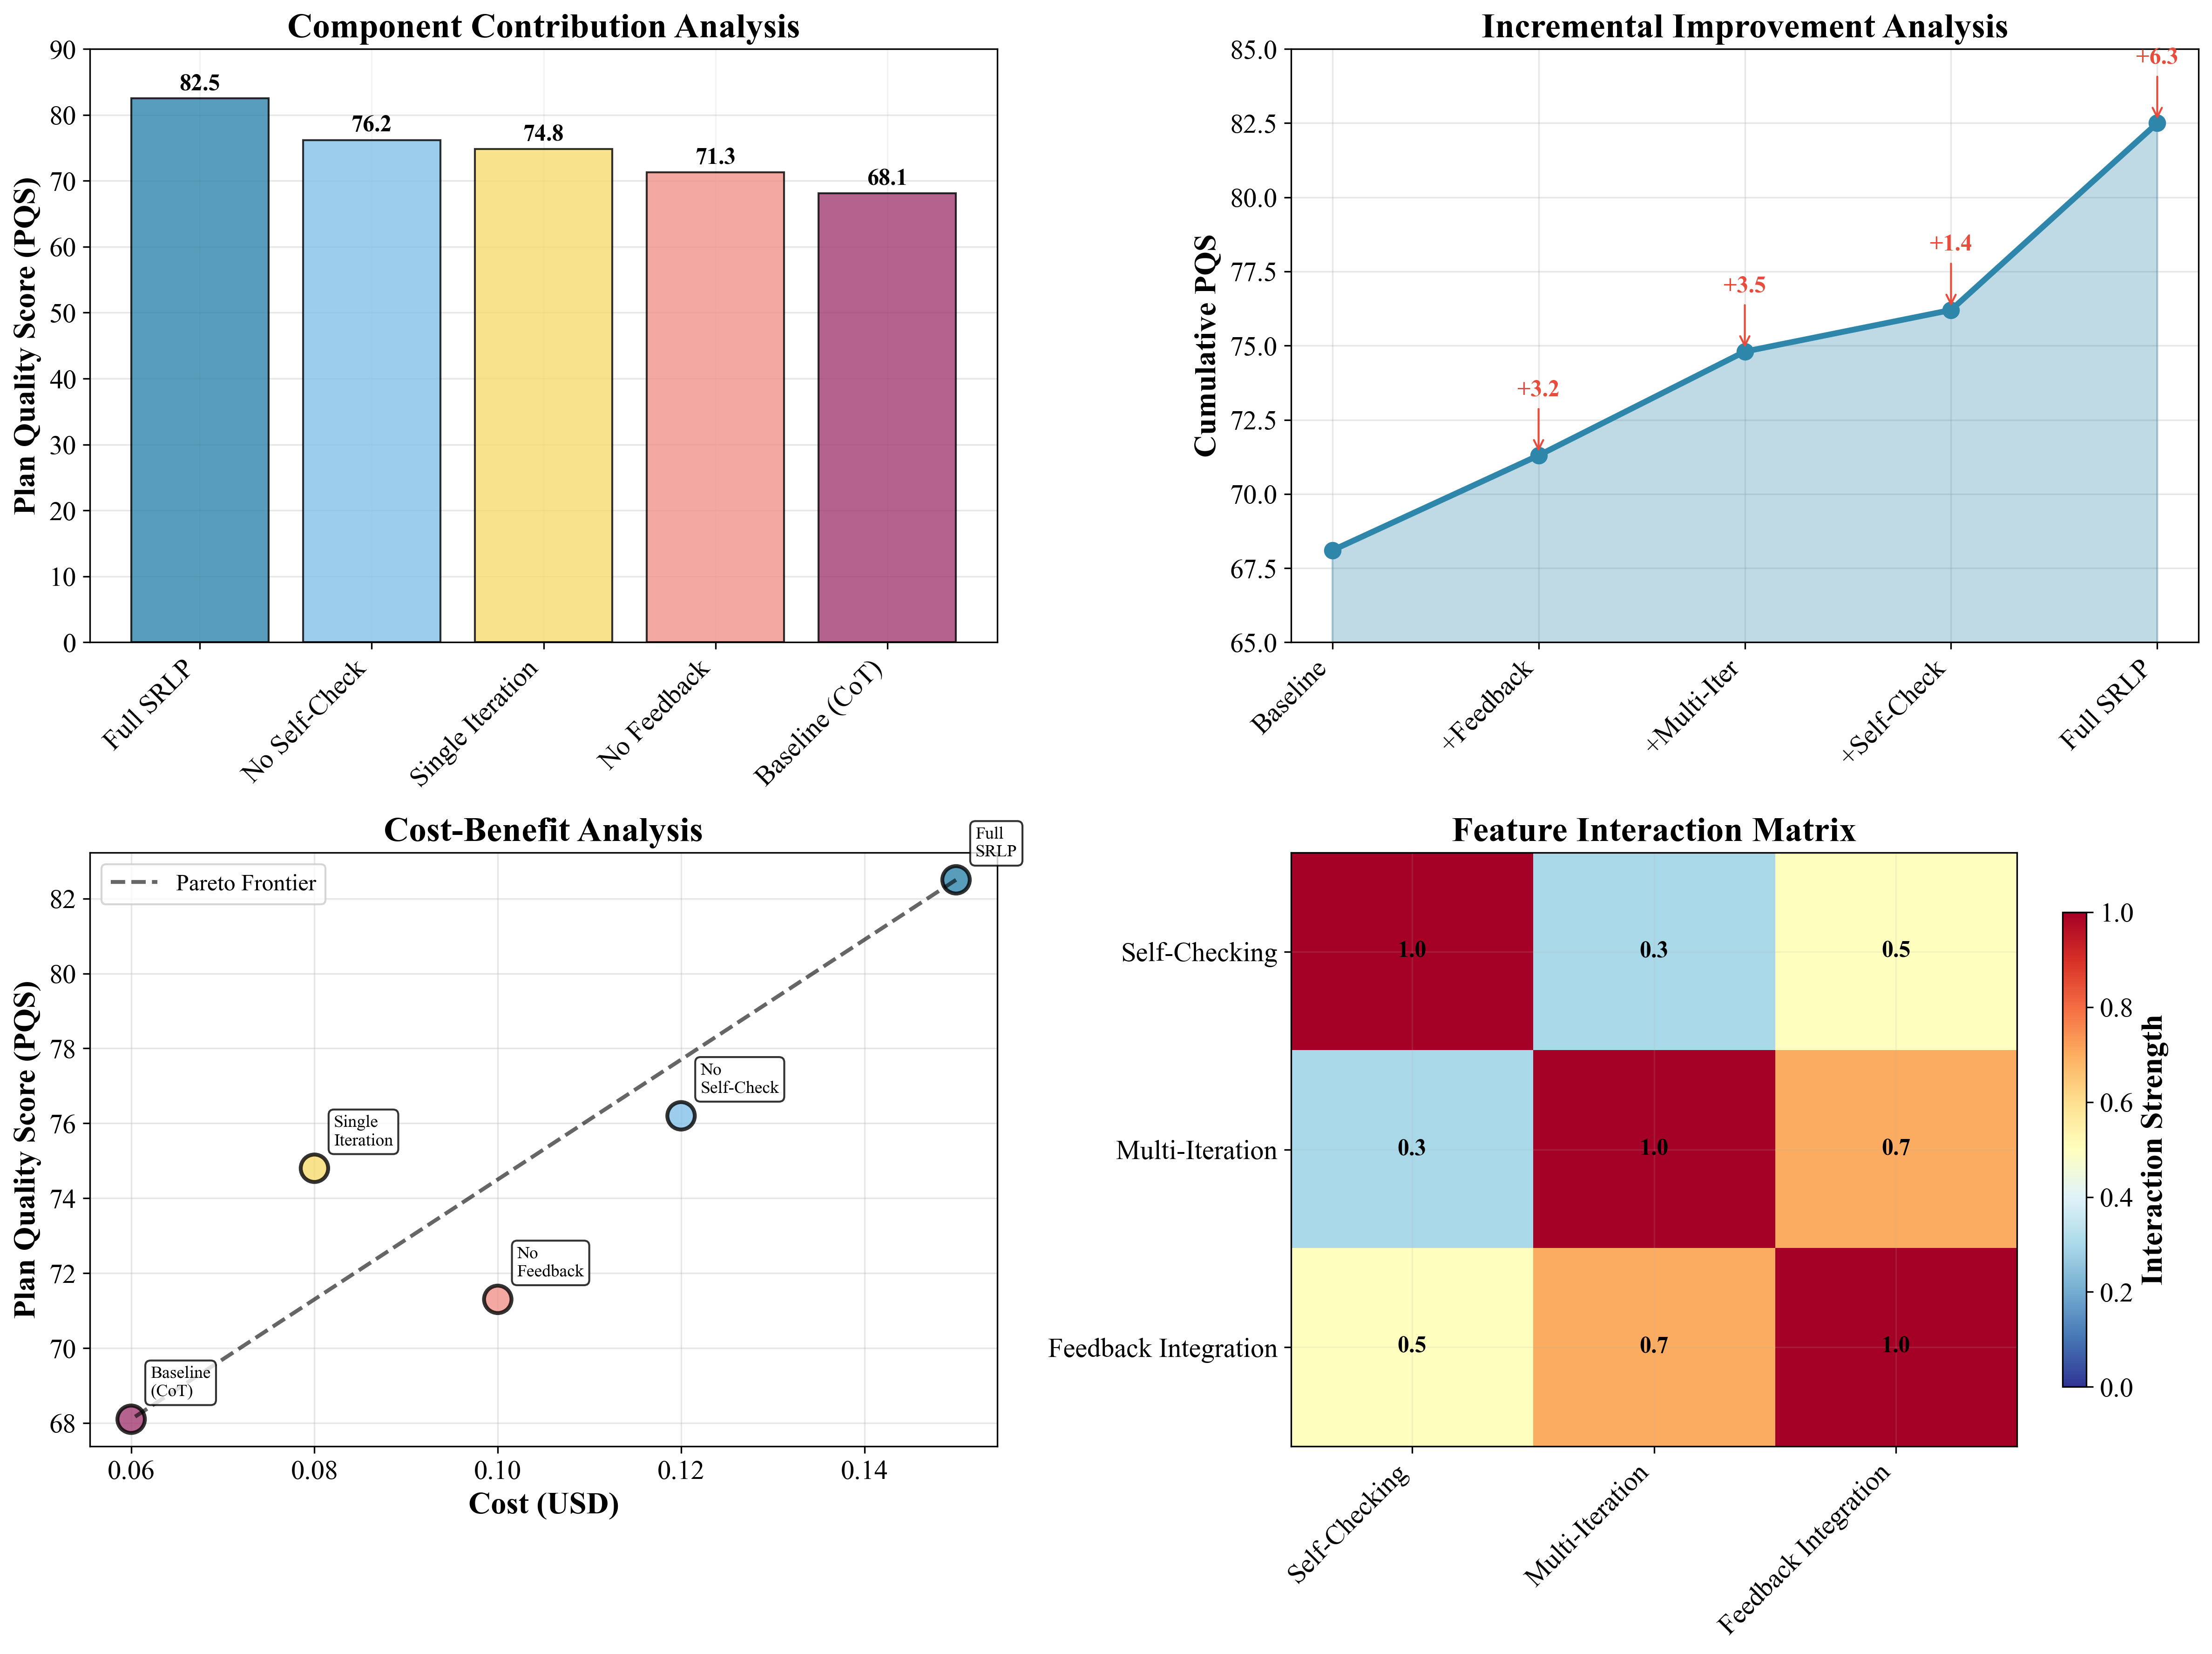 Component Contribution Analysis
Plan Quality Score (PQS)
90
80
70
60
50
40
30
20
10
0
82.5
76.2
74.8
71.3
68.1
Full SRLP
No Self-Check
Single Iteration
No Feedback
Baseline (CoT)
Incremental Improvement Analysis
Cumulative PQS
85.0
82.5
80.0
77.5
75.0
72.5
70.0
67.5
65.0
+3.2
+3.5
+1.4
+6.3
Baseline
+Feedback
+Multi-Iter
+Self-Check
Full SRLP
Cost-Benefit Analysis
Pareto Frontier
Plan Quality Score (PQS)
82
80
78
76
74
72
70
68
Full
SRLP
No
Self-Check
Single
Iteration
No
Feedback
Baseline
(CoT)
0.06
0.08
0.10
0.12
0.14
Cost (USD)
Feature Interaction Matrix
Self-Checking
1.0
0.3
0.5
Multi-Iteration
0.3
1.0
0.7
Feedback Integration
0.5
0.7
1.0
Self-Checking
Multi-Iteration
Feedback Integration
1.0
0.8
0.6
0.4
0.2
0.0
Interaction Strength